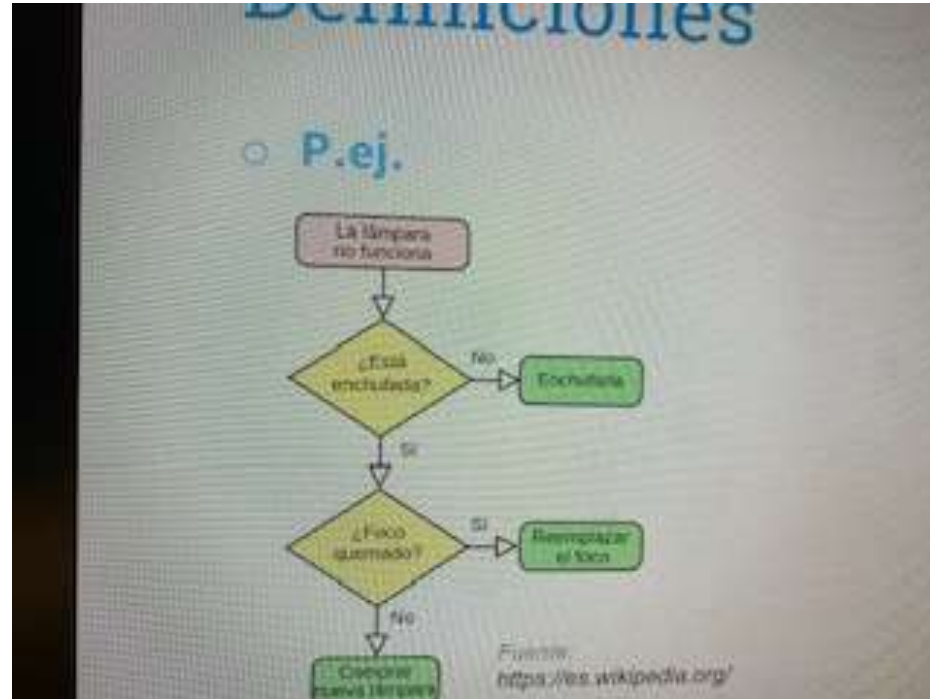 Definiciones
P.ej.
La lámpara
no funciona
¿Está
enchufada?
No
Enchufarla
Sí
¿Foco
quemado?
Sí
Reemplazar
el foco
No
Comprar
nueva lámpara
Fuente
https://es.wikipedia.org/